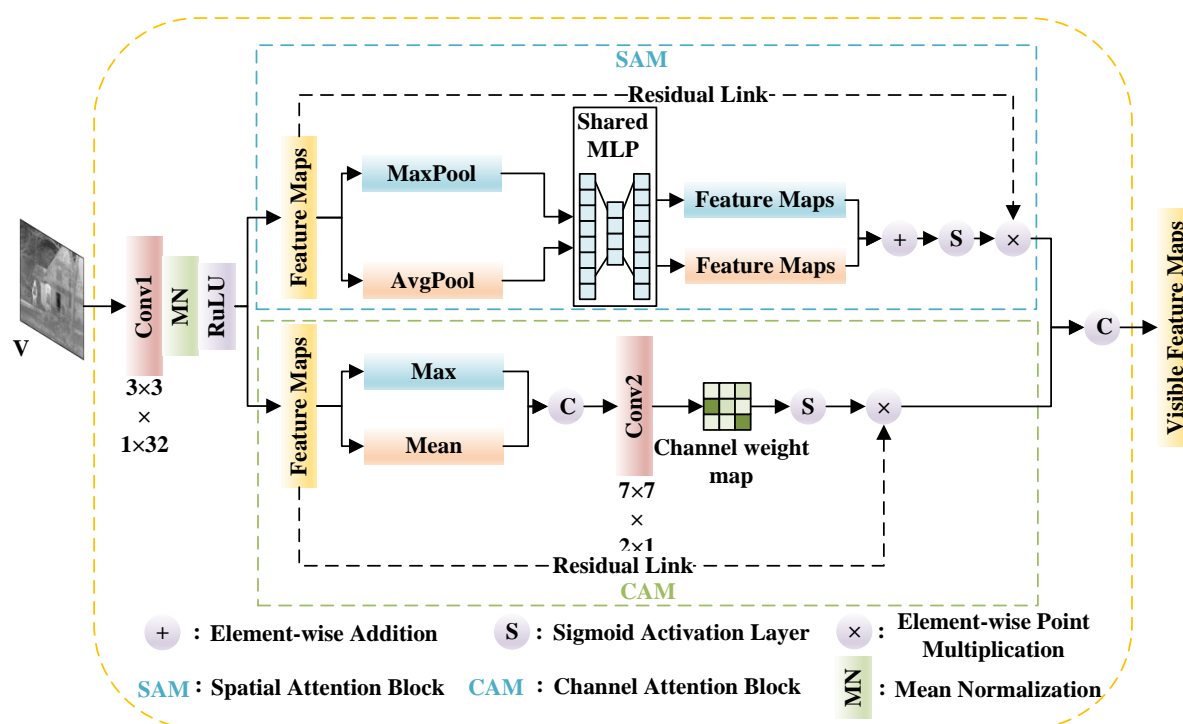 SAM
Residual Link
Shared
MLP
Feature Maps
MaxPool
AvgPool
Feature Maps
Feature Maps
+
S
×
V
Conv1
MN
RuLU
3×3
×
1×32
C
Visible Feature Maps
Feature Maps
Max
Mean
C
Conv2
7×7
×
2×1
Channel weight
map
S
×
Residual Link
CAM
+ : Element-wise Addition
S : Sigmoid Activation Layer
× : Element-wise Point
Multiplication
SAM : Spatial Attention Block
CAM : Channel Attention Block
MN : Mean Normalization